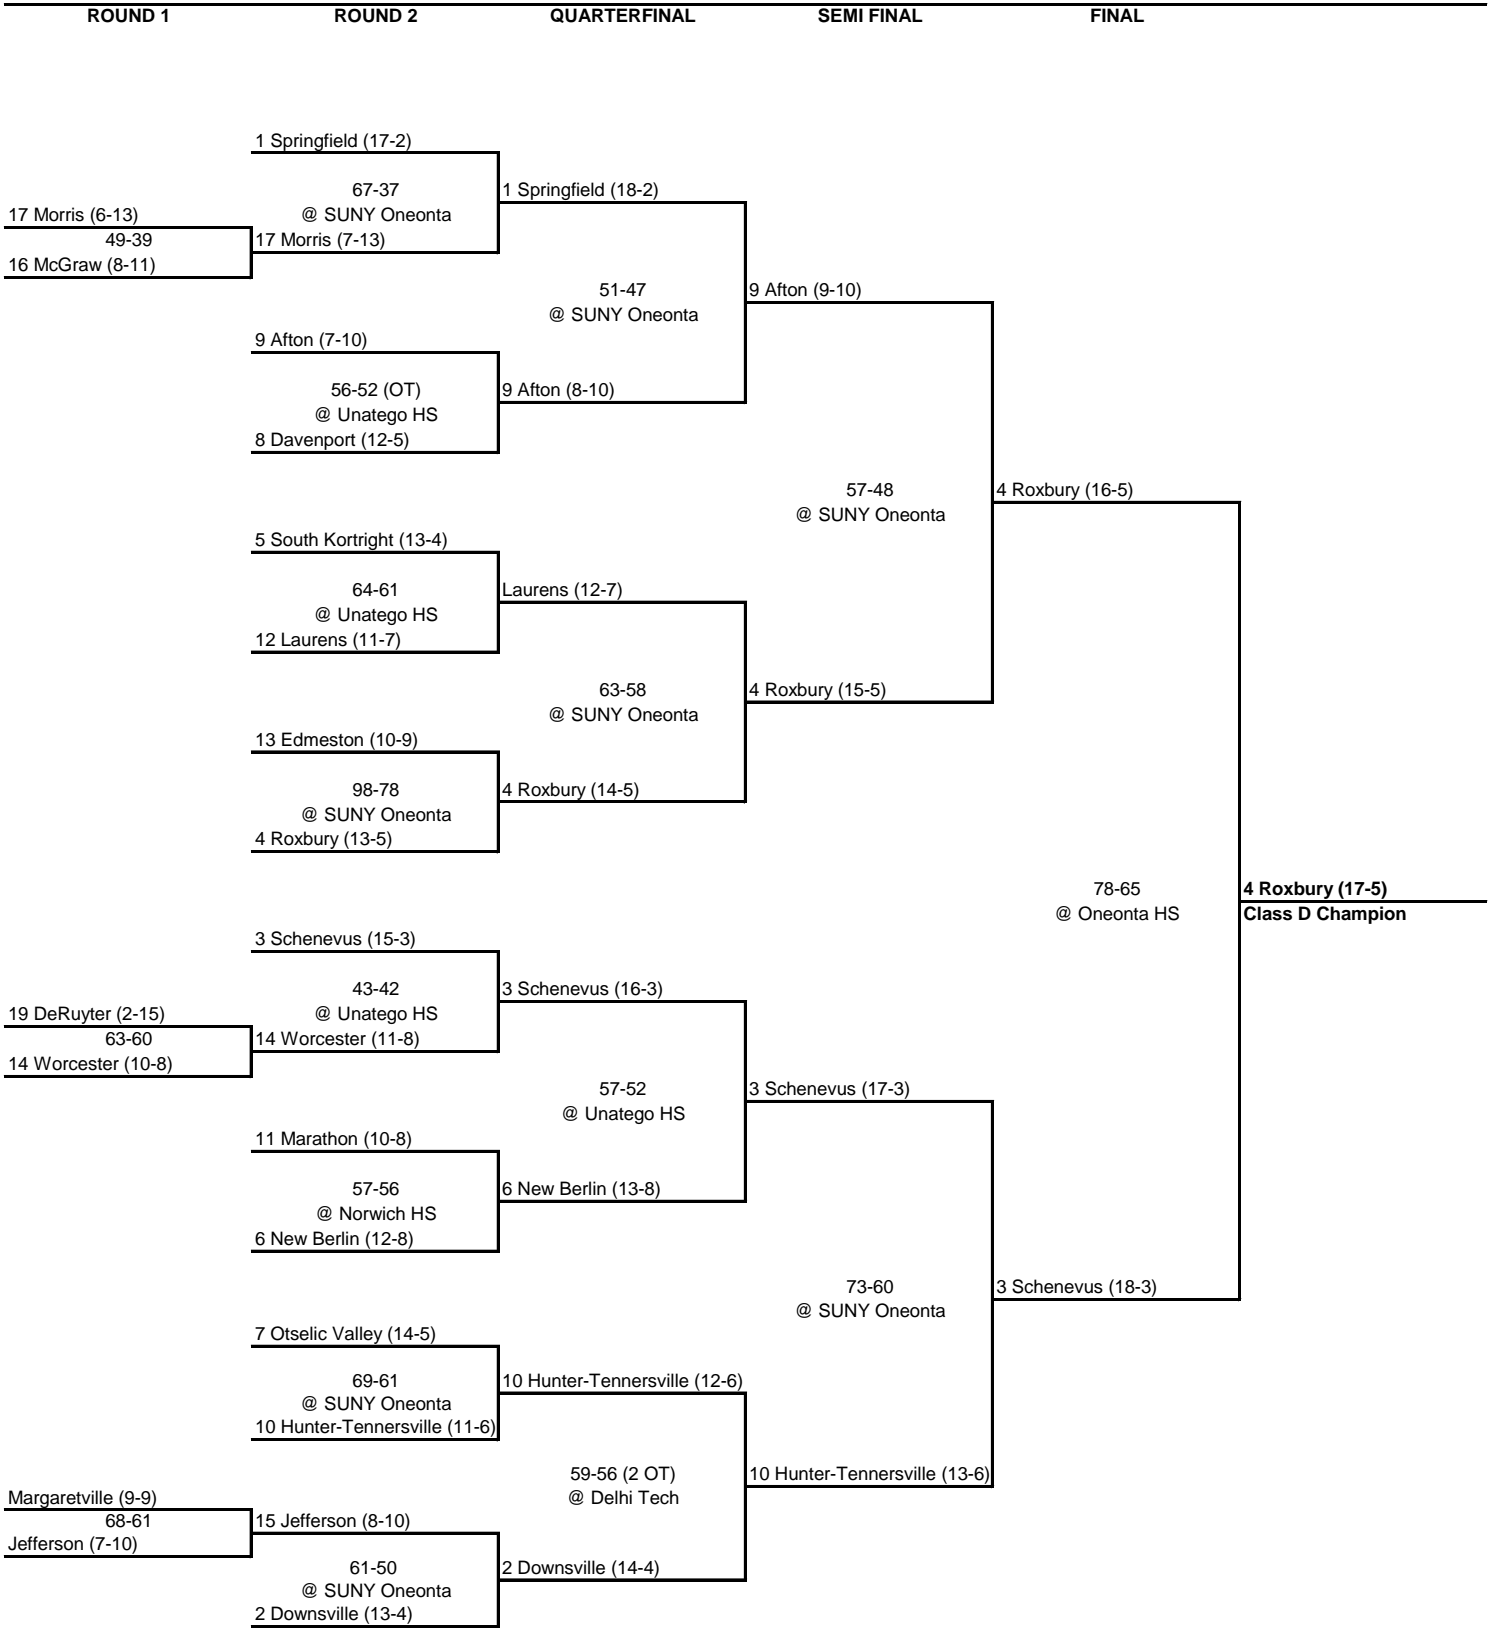 ROUND 1 ROUND 2 QUARTERFINAL SEMI FINAL FINAL
1 Springfield (17-2)
67-37 1 Springfield (18-2)
17 Morris (6-13) @ SUNY Oneonta
49-39 17 Morris (7-13)
16 McGraw (8-11)
51-47 9 Afton (9-10)
@ SUNY Oneonta
9 Afton (7-10)
56-52 (OT) 9 Afton (8-10)
@ Unatego HS
8 Davenport (12-5)
57-48 4 Roxbury (16-5)
@ SUNY Oneonta
5 South Kortright (13-4)
64-61 Laurens (12-7)
@ Unatego HS
12 Laurens (11-7)
63-58 4 Roxbury (15-5)
@ SUNY Oneonta
13 Edmeston (10-9)
98-78 4 Roxbury (14-5)
@ SUNY Oneonta
4 Roxbury (13-5)
78-65 4 Roxbury (17-5)
@ Oneonta HS Class D Champion
3 Schenevus (15-3)
43-42 3 Schenevus (16-3)
19 DeRuyter (2-15) @ Unatego HS
63-60 14 Worcester (11-8)
14 Worcester (10-8)
57-52 3 Schenevus (17-3)
@ Unatego HS
11 Marathon (10-8)
57-56 6 New Berlin (13-8)
@ Norwich HS
6 New Berlin (12-8)
73-60 3 Schenevus (18-3)
@ SUNY Oneonta
7 Otselic Valley (14-5)
69-61 10 Hunter-Tennersville (12-6)
@ SUNY Oneonta
10 Hunter-Tennersville (11-6)
59-56 (2 OT) 10 Hunter-Tennersville (13-6)
Margaretville (9-9) @ Delhi Tech
68-61 15 Jefferson (8-10)
Jefferson (7-10)
61-50 2 Downsville (14-4)
@ SUNY Oneonta
2 Downsville (13-4)